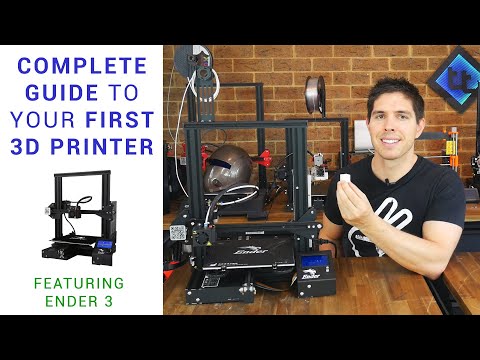 COMPLETE
GUIDE TO
YOUR FIRST
3D PRINTER
FEATURING
ENDER 3
Ender